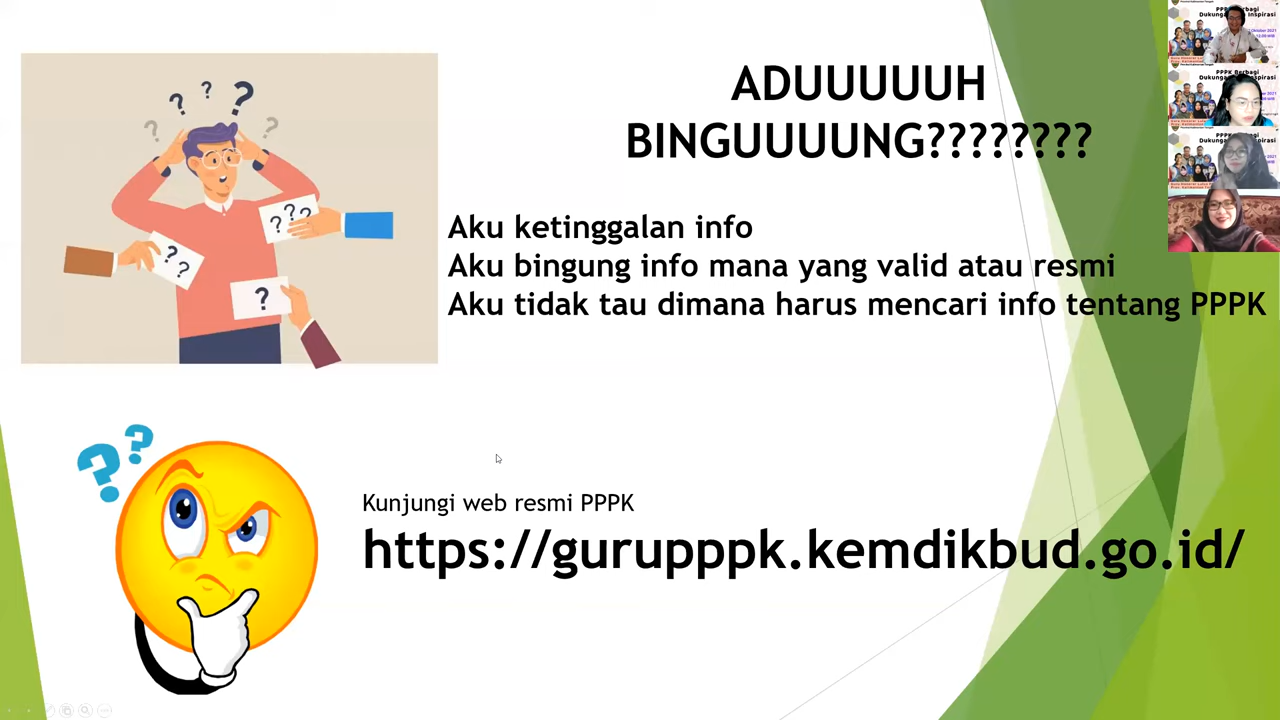 ADUUUUUH
BINGUUUUNG????????
Aku ketinggalan info
Aku bingung info mana yang valid atau resmi
Aku tidak tau dimana harus mencari info tentang PPPK
Kunjungi web resmi PPPK
https://gurupppk.kemdikbud.go.id/